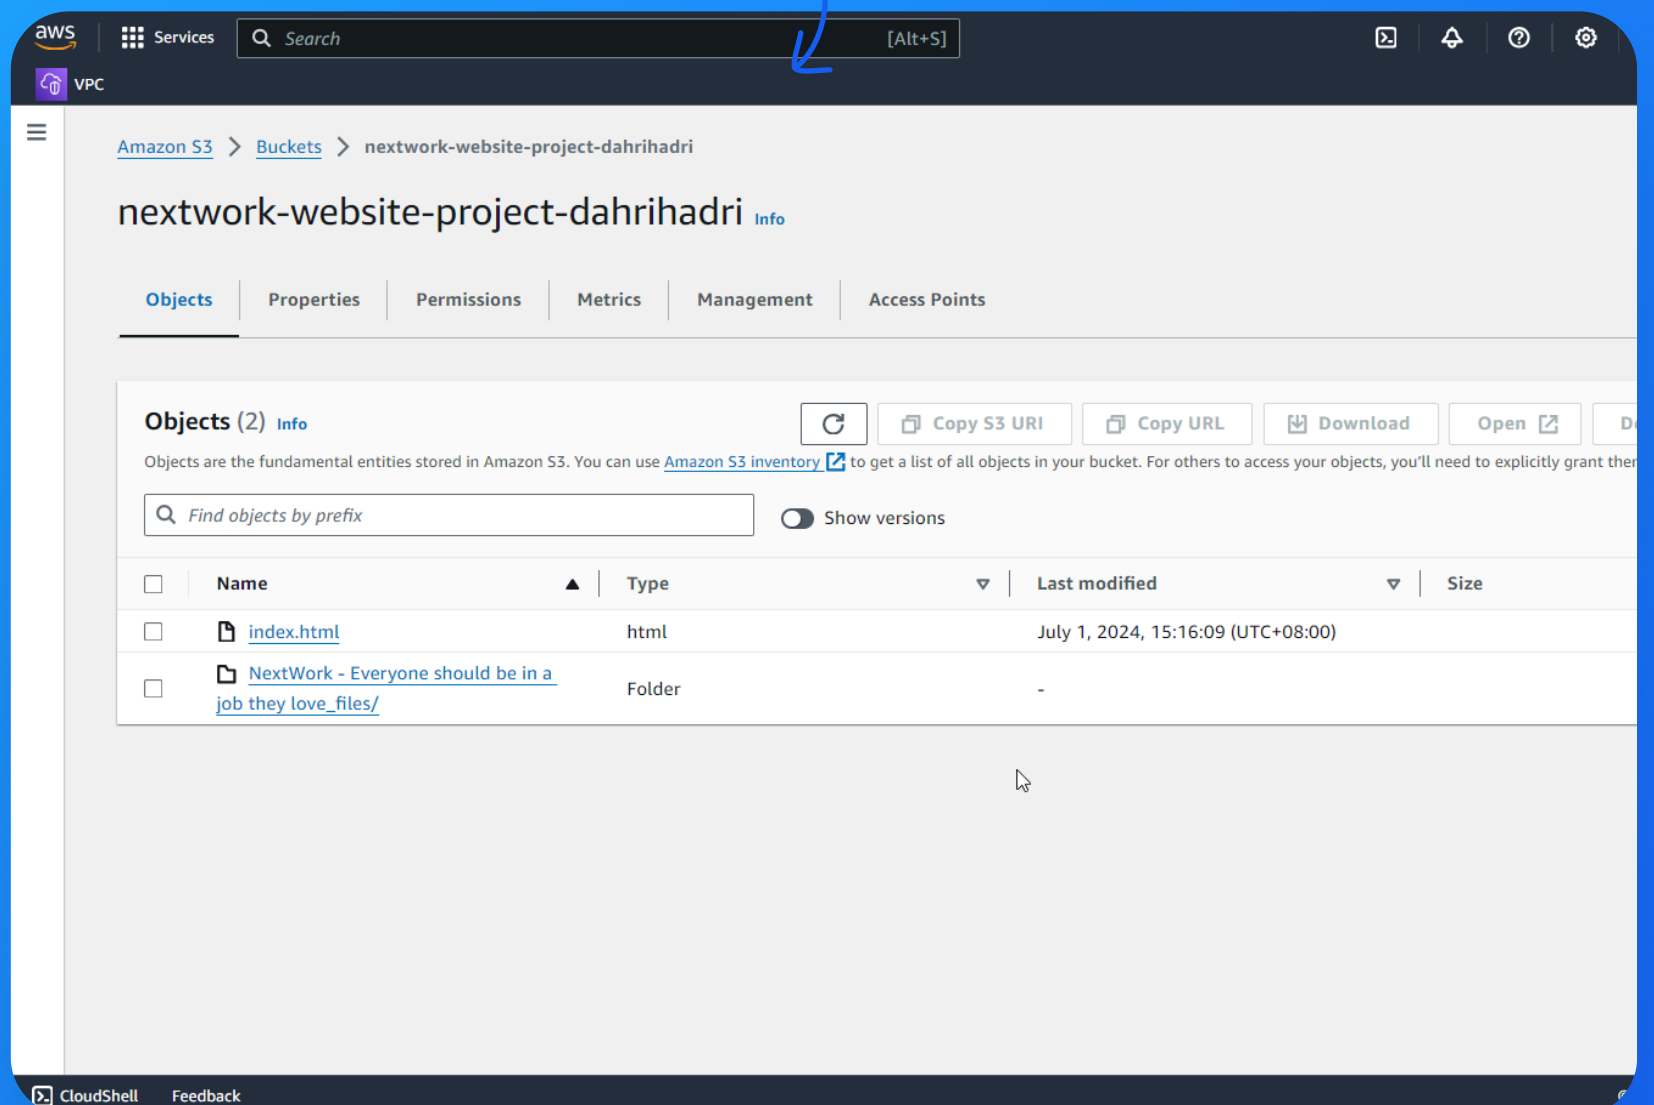 aws Services Search [Alt+S]
VPC
Amazon S3 Buckets nextwork-website-project-dahrihadri
nextwork-website-project-dahrihadri Info
Objects Properties Permissions Metrics Management Access Points
Objects (2) Info Copy S3 URI Copy URL Download Open
Objects are the fundamental entities stored in Amazon S3. You can use Amazon S3 inventory to get a list of all objects in your bucket. For others to access your objects, you'll need to explicitly grant
Find objects by prefix Show versions
Name Type Last modified Size
index.html html July 1, 2024, 15:16:09 (UTC+08:00)
NextWork - Everyone should be in a
job they love_files/ Folder -
CloudShell Feedback